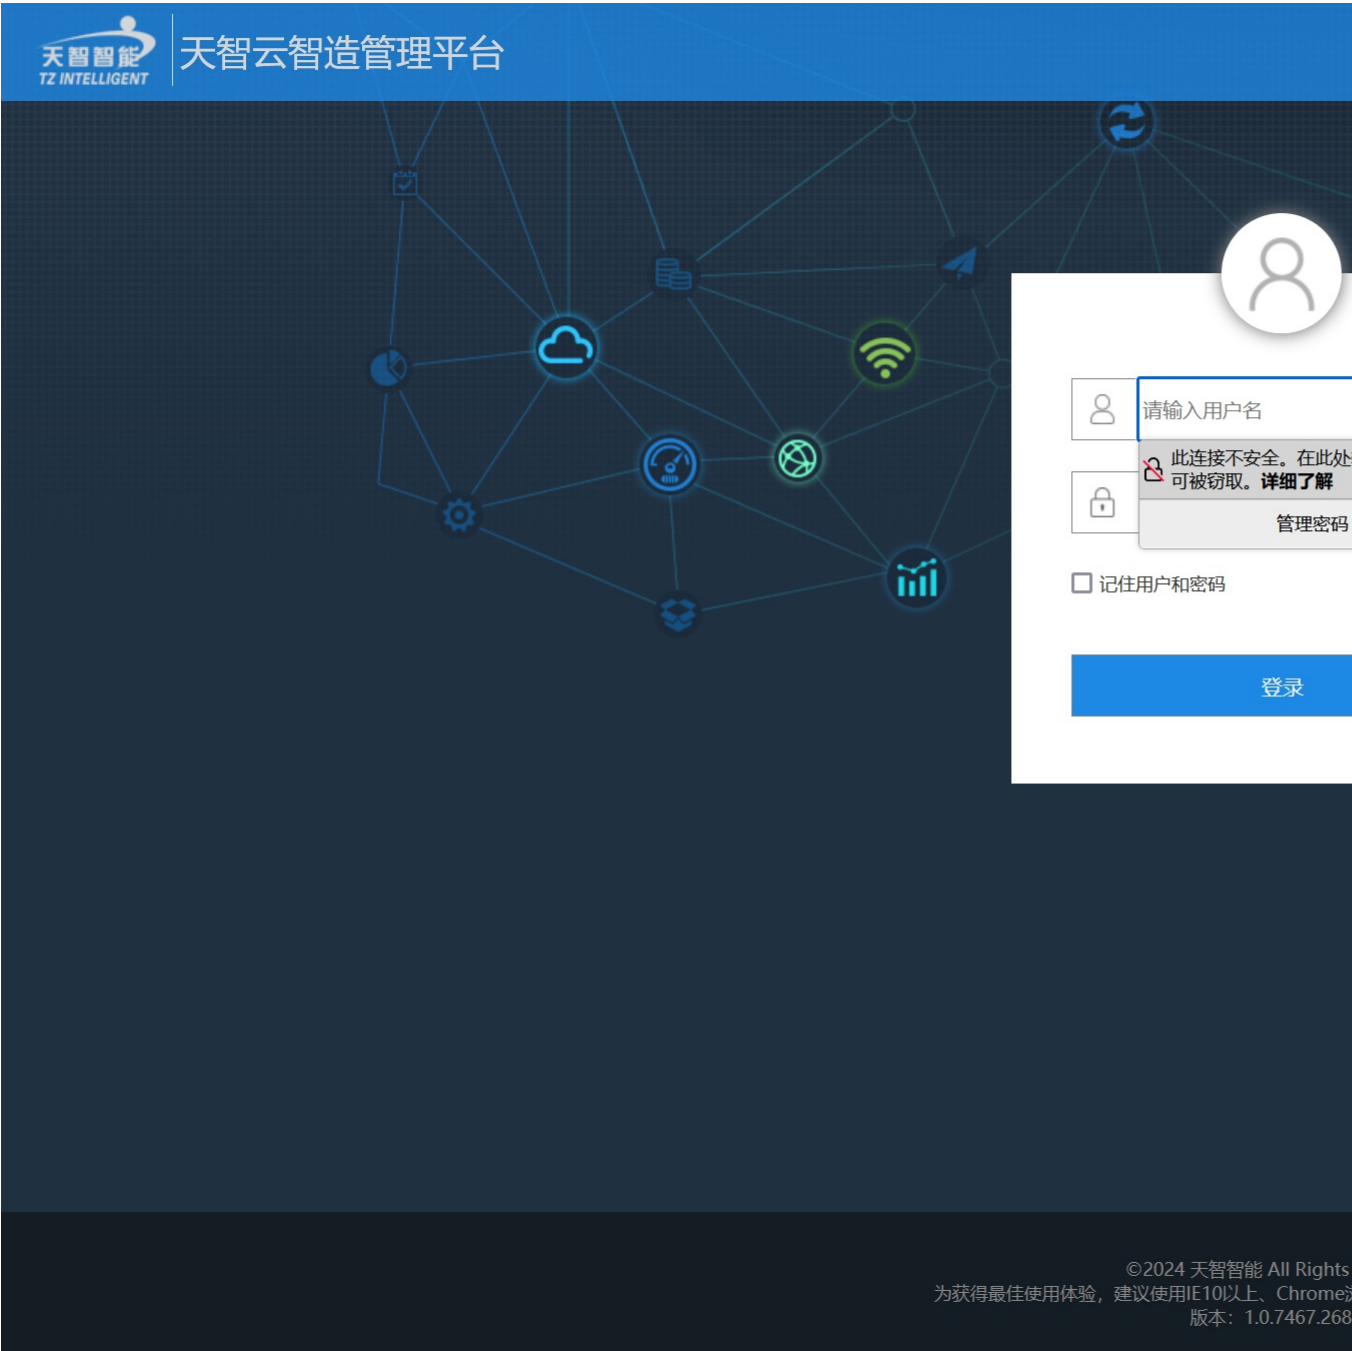 天智智能
TZ INTELLIGENT
天智云智造管理平台
请输入用户名
此连接不安全。在此处
可被窃取。详细了解
管理密码
记住用户和密码
登录
©2024 天智智能 All Rights
为获得最佳使用体验，建议使用IE10以上、Chrome
版本：1.0.7467.268